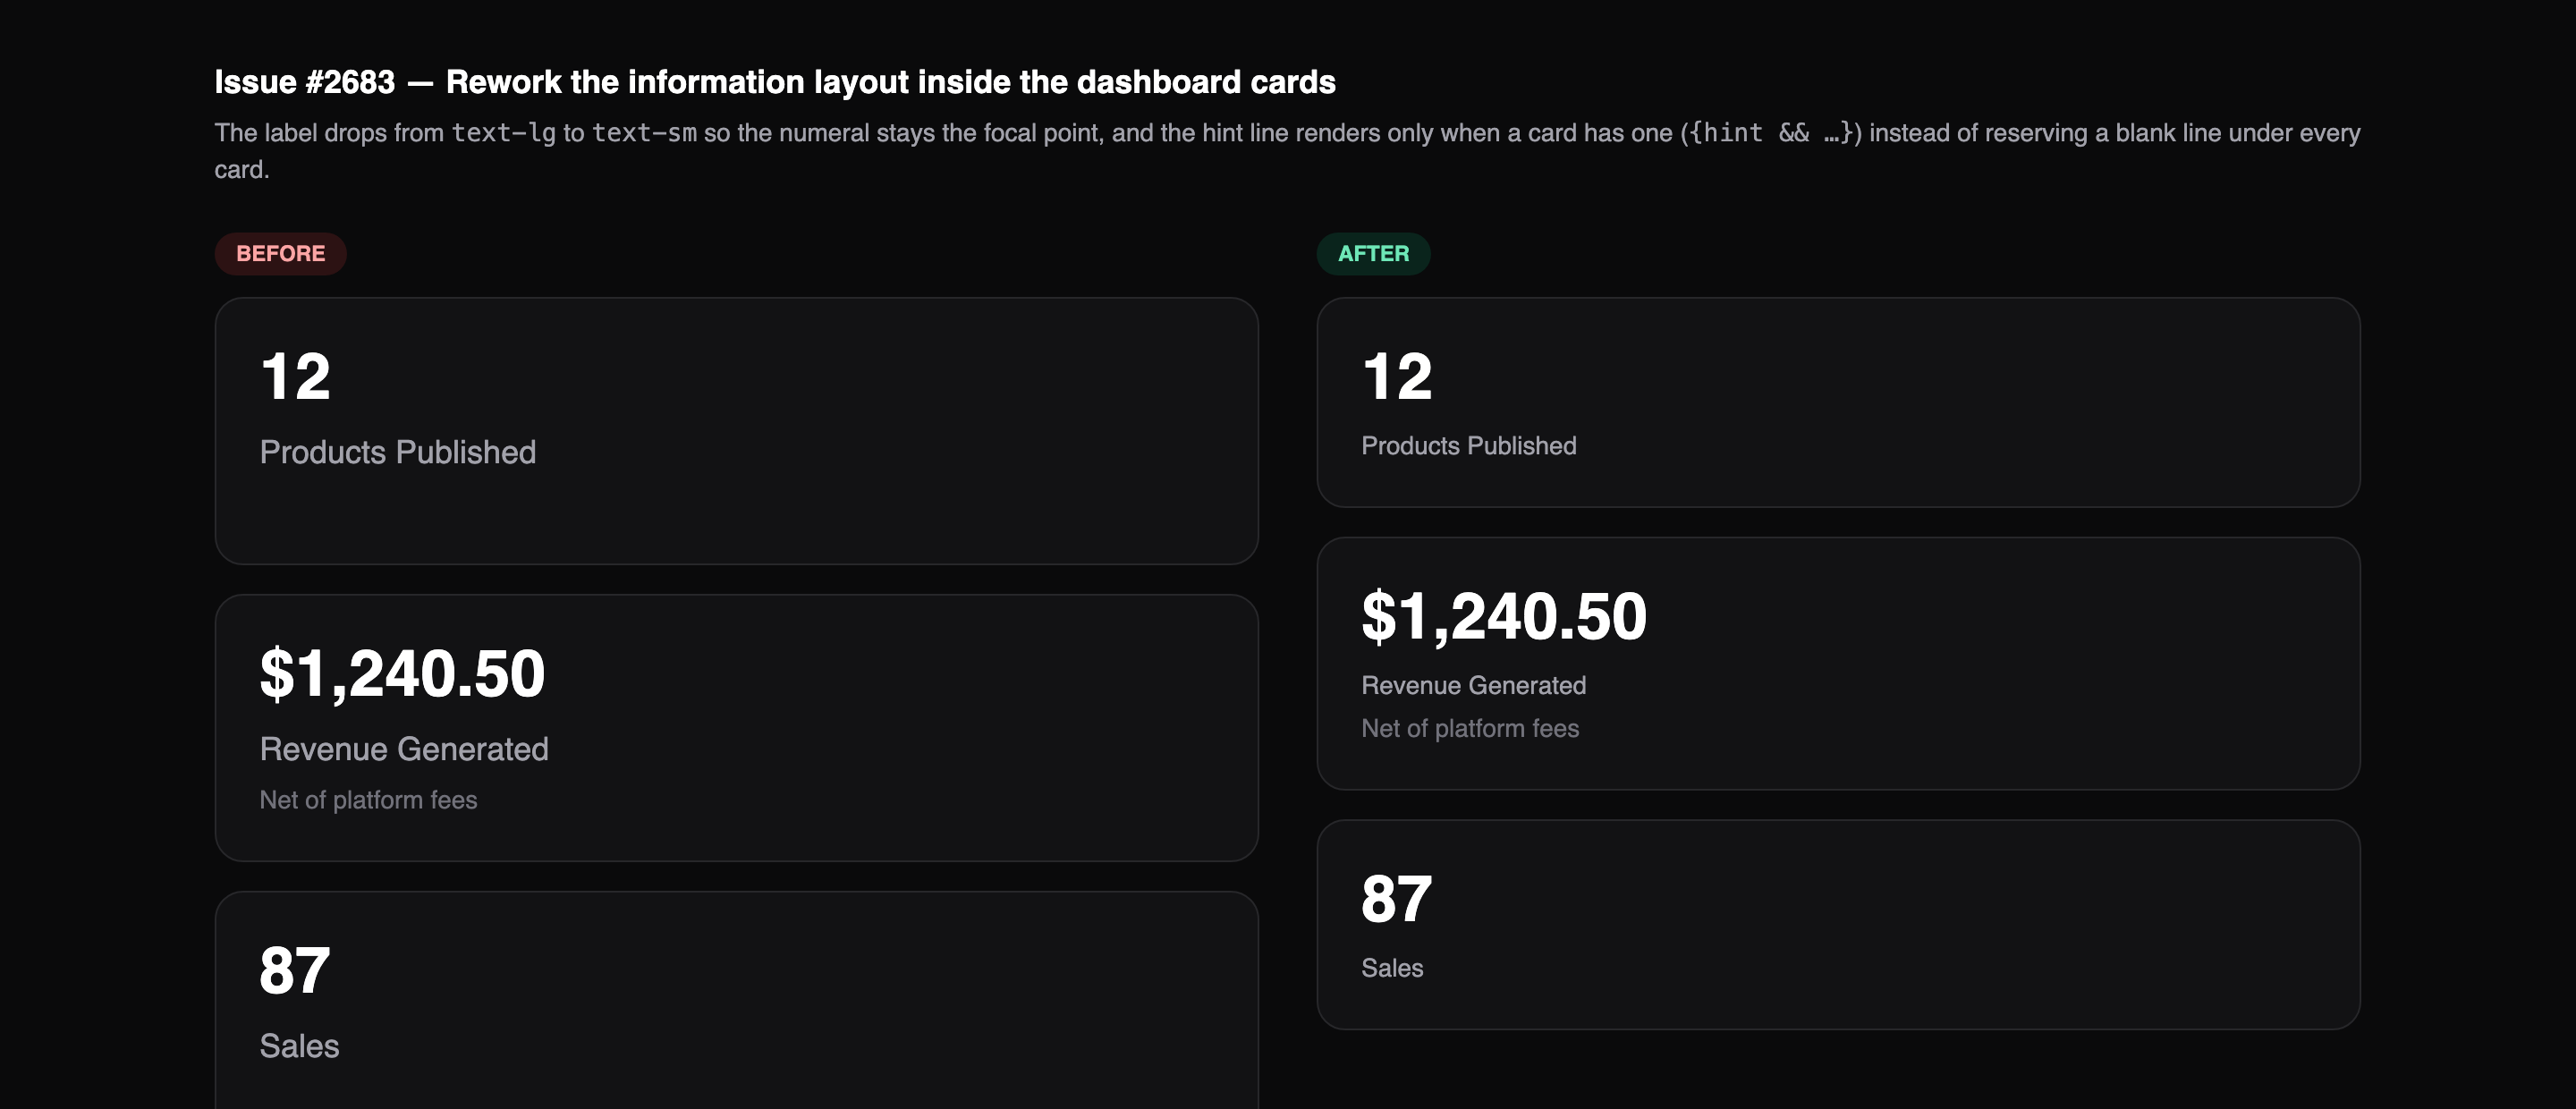 Issue #2683 — Rework the information layout inside the dashboard cards
The label drops from text-lg to text-sm so the numeral stays the focal point, and the hint line renders only when a card has one ({hint && …}) instead of reserving a blank line under every
card.
BEFORE
12
Products Published
$1,240.50
Revenue Generated
Net of platform fees
87
Sales
AFTER
12
Products Published
$1,240.50
Revenue Generated
Net of platform fees
87
Sales